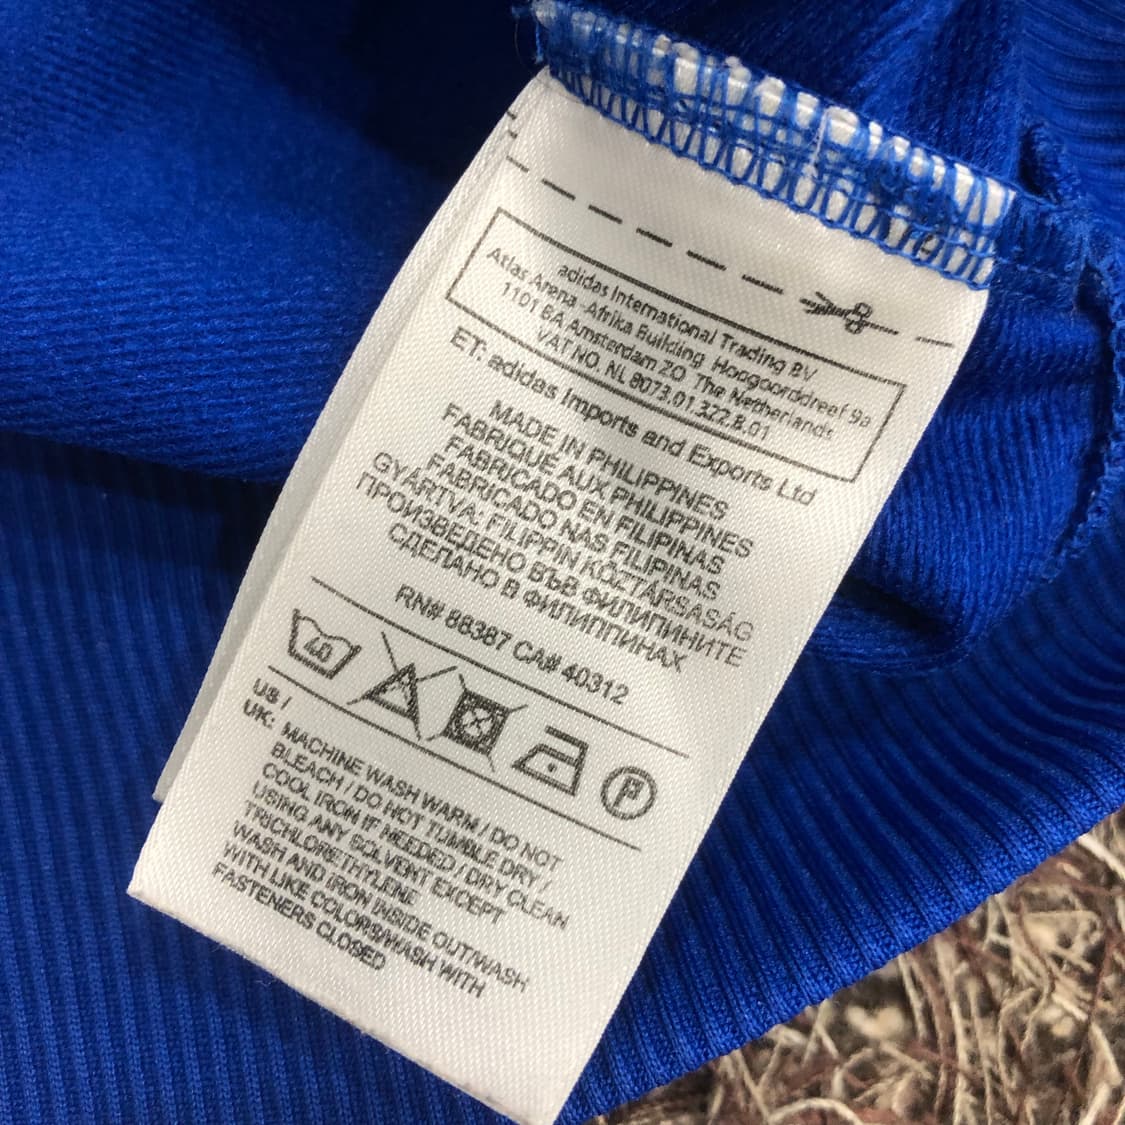 adidas International Trading BV
Atlas Arena -Afrika Building Hoogoorddreef 9a
1101 BA Amsterdam ZO The Netherlands
VAT NO. NL 8073.01.322.B.01
ET: adidas Imports and Exports Ltd
MADE IN PHILIPPINES
FABRIQUÉ AUX PHILIPPINES
FABRICADO EN FILIPINAS
FABRICADO NAS FILIPINAS
GYÁRTVA: FILIPPIN KÖZTÁRSASÁG
ПРОИЗВЕДЕНО ВЪВ ФИЛИПИНИТЕ
СДЕЛАНО В ФИЛИППИНАХ
RN# 88387 CA# 40312
40
P
US /
UK: MACHINE WASH WARM / DO NOT
BLEACH / DO NOT TUMBLE DRY /
COOL IRON IF NEEDED / DRY CLEAN
USING ANY SOLVENT EXCEPT
TRICHLORETHYLENE
WASH AND IRON INSIDE OUT/WASH
WITH LIKE COLORS/WASH WITH
FASTENERS CLOSED